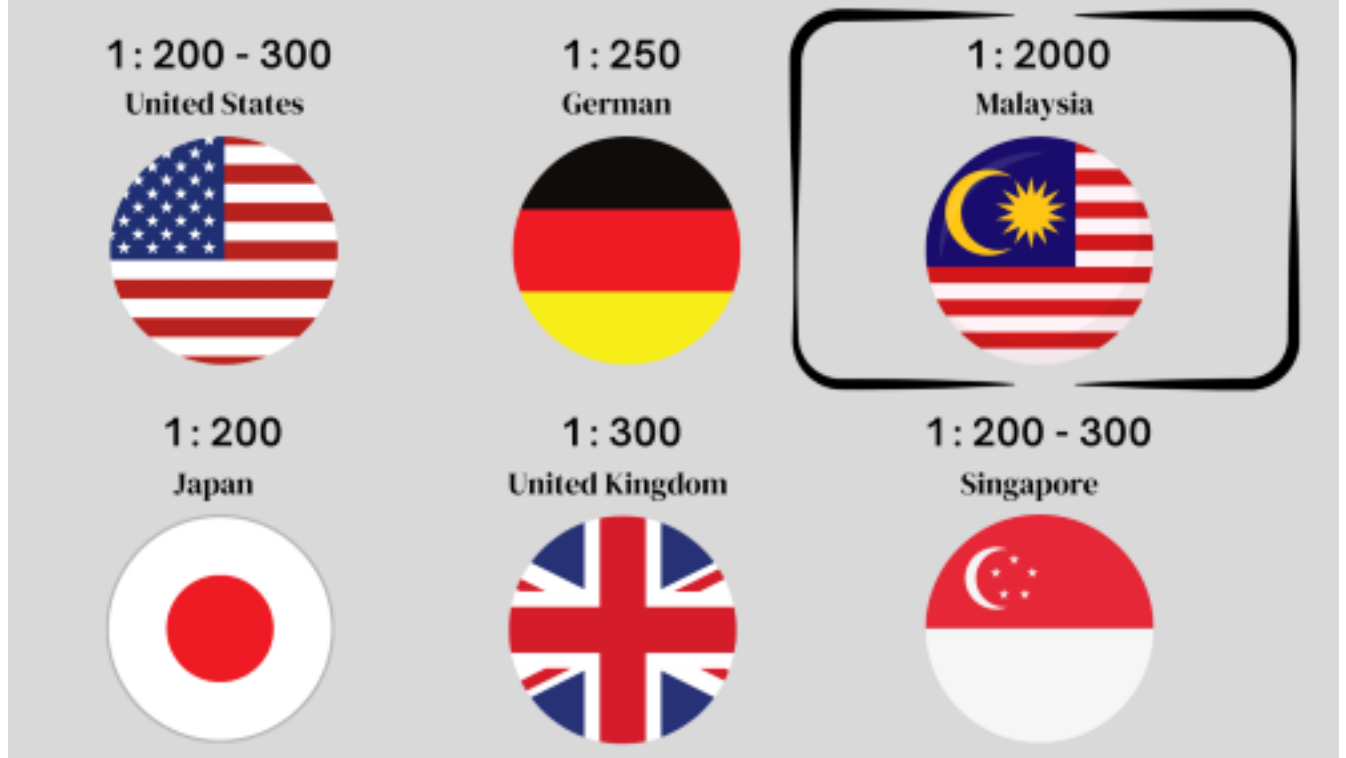 1 : 200 - 300
United States
1 : 250
German
1 : 2000
Malaysia
1 : 200
Japan
1 : 300
United Kingdom
1 : 200 - 300
Singapore